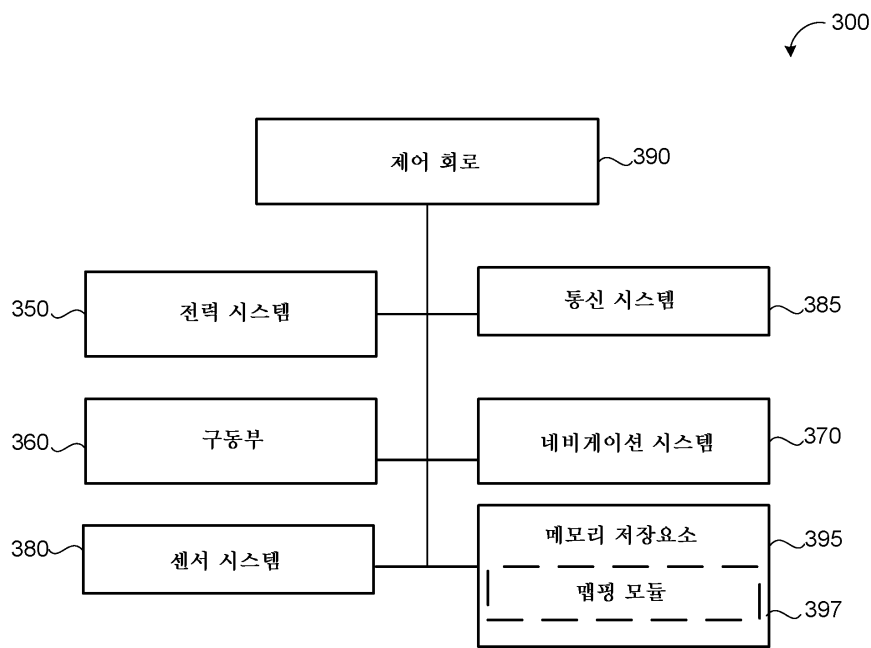 300
제어 회로
390
350
전력 시스템
통신 시스템
385
360
구동부
네비게이션 시스템
370
380
센서 시스템
메모리 저장요소
395
맵핑 모듈
397